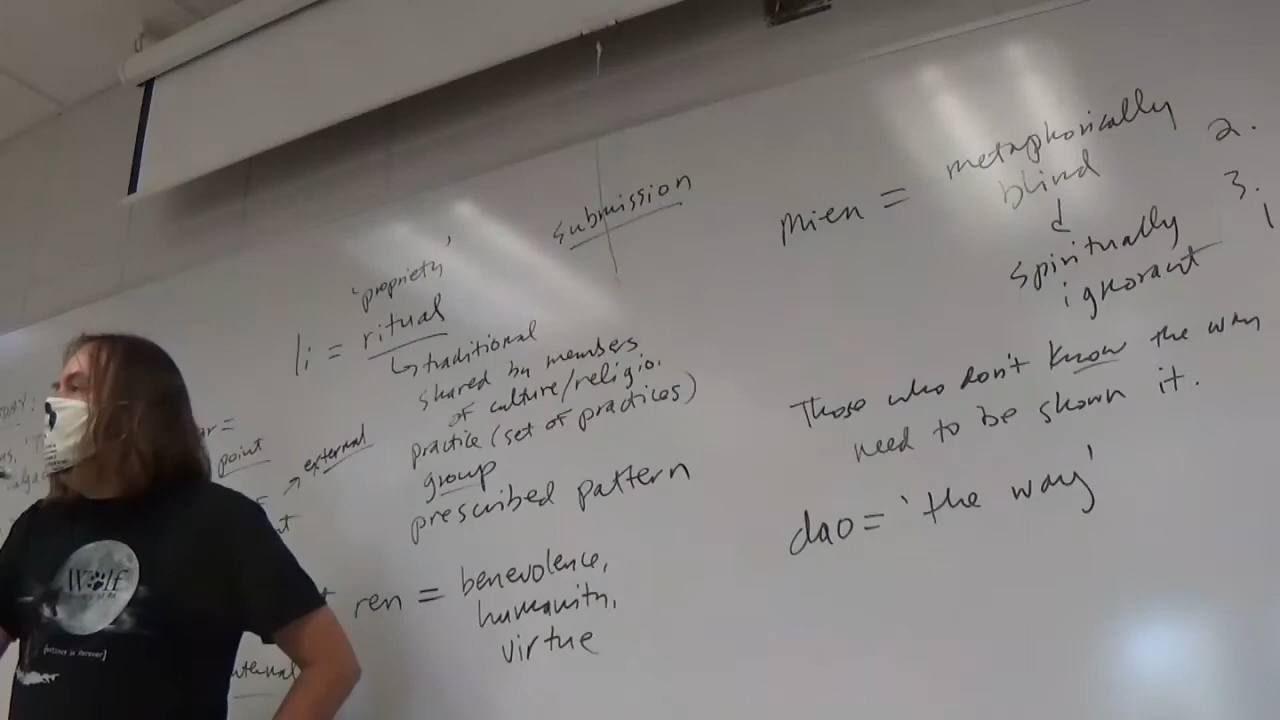 submission
'propriety'
li = ritual
↳ traditional
shared by members
of culture/religio.
practice (set of practices)
group
prescribed pattern
point
↗ external
ren = benevolence,
humanity,
virtue
mien = metaphorically
blind
↓
spiritually
ignorant
2.
3.
Those who don't know the way
need to be shown it.
dao = 'the way'
WOLF